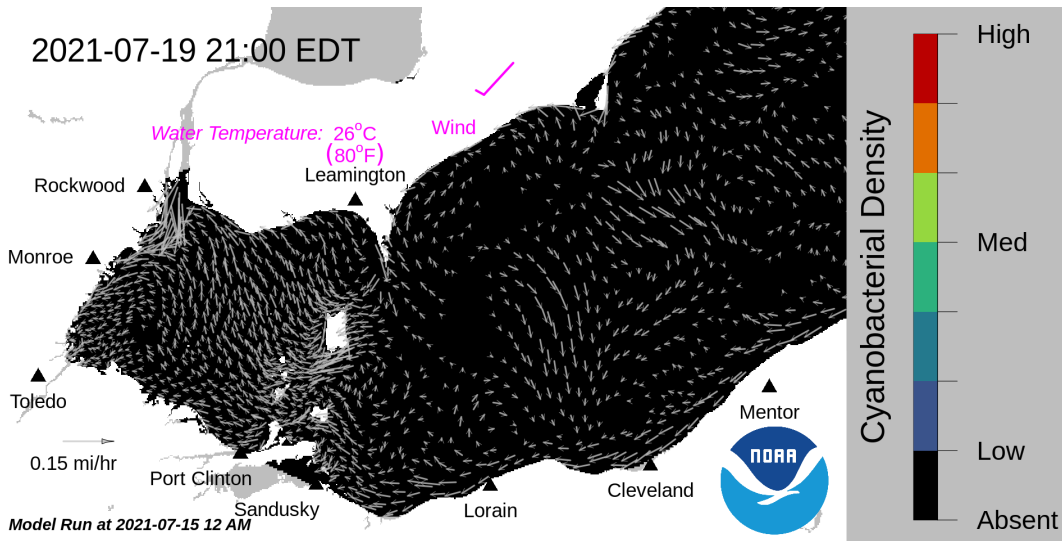 2021-07-19 21:00 EDT
Water Temperature: 26°C
(80°F)
Wind
Leamington
Rockwood
Monroe
Toledo
0.15 mi/hr
Port Clinton
Sandusky
Lorain
Cleveland
Mentor
NOAA
Model Run at 2021-07-15 12 AM
Cyanobacterial Density
High
Med
Low
Absent